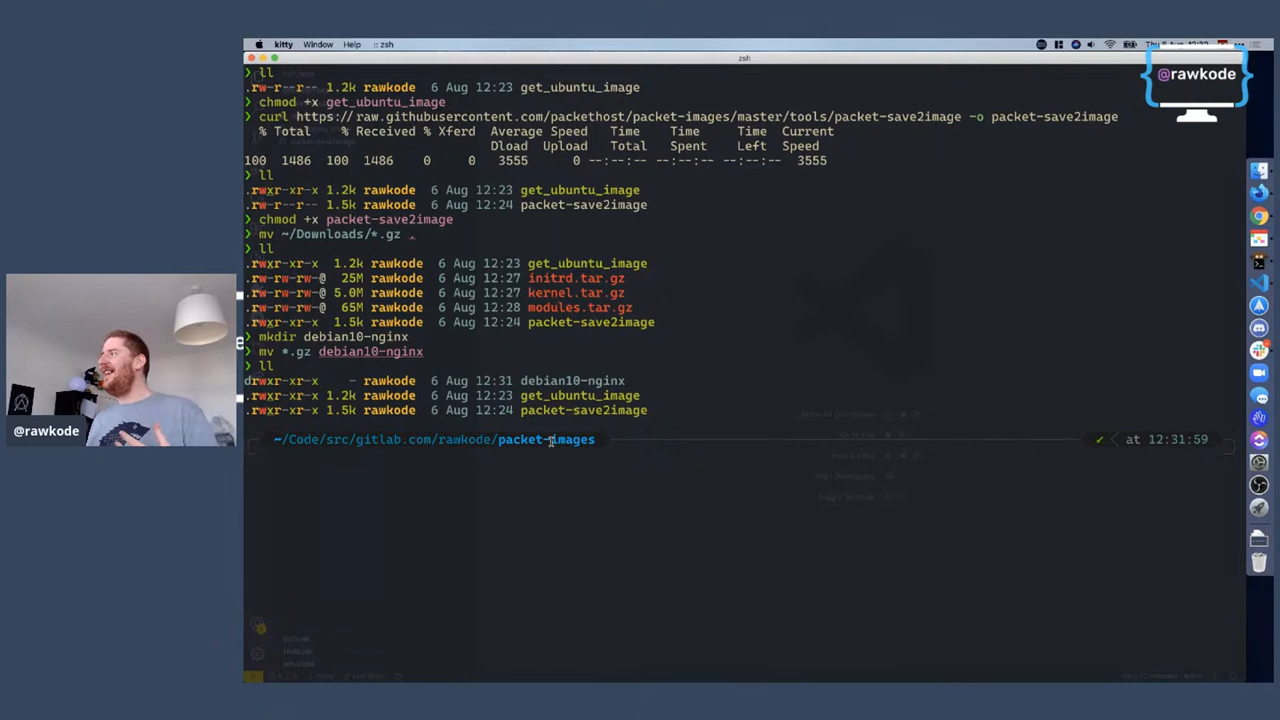 kitty Window Help :: zsh
zsh
@rawkode
❯ ll
.rw-r--r-- 1.2k rawkode 6 Aug 12:23 get_ubuntu_image
❯ chmod +x get_ubuntu_image
❯ curl https://raw.githubusercontent.com/packethost/packet-images/master/tools/packet-save2image -o packet-save2image
% Total % Received % Xferd Average Speed Time Time Time Current
Dload Upload Total Spent Left Speed
100 1486 100 1486 0 0 3555 0 --:--:-- --:--:-- --:--:-- 3555
❯ ll
.rwxr-xr-x 1.2k rawkode 6 Aug 12:23 get_ubuntu_image
.rw-r--r-- 1.5k rawkode 6 Aug 12:24 packet-save2image
❯ chmod +x packet-save2image
❯ mv ~/Downloads/*.gz .
❯ ll
.rwxr-xr-x 1.2k rawkode 6 Aug 12:23 get_ubuntu_image
.rw-rw-rw-@ 25M rawkode 6 Aug 12:27 initrd.tar.gz
.rw-rw-rw-@ 5.0M rawkode 6 Aug 12:27 kernel.tar.gz
.rw-rw-rw-@ 65M rawkode 6 Aug 12:28 modules.tar.gz
.rwxr-xr-x 1.5k rawkode 6 Aug 12:24 packet-save2image
❯ mkdir debian10-nginx
❯ mv *.gz debian10-nginx
❯ ll
drwxr-xr-x - rawkode 6 Aug 12:31 debian10-nginx
.rwxr-xr-x 1.2k rawkode 6 Aug 12:23 get_ubuntu_image
.rwxr-xr-x 1.5k rawkode 6 Aug 12:24 packet-save2image
@rawkode
~/Code/src/gitlab.com/rawkode/packet-images ✓ at 12:31:59
OUTLINE
TIMELINE